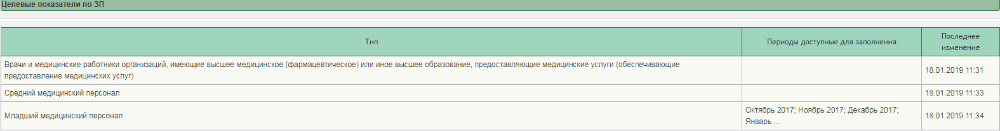 Целевые показатели по ЗП
Тип
Периоды доступные для заполнения
Последнее
изменение
Врачи и медицинские работники организаций, имеющие высшее медицинское (фармацевтическое) или иное высшее образование, предоставляющие медицинские услуги (обеспечивающие
предоставление медицинских услуг)
18.01.2019 11:31
Средний медицинский персонал
18.01.2019 11:33
Младший медицинский персонал
Октябрь 2017; Ноябрь 2017; Декабрь 2017;
Январь ...
18.01.2019 11:34